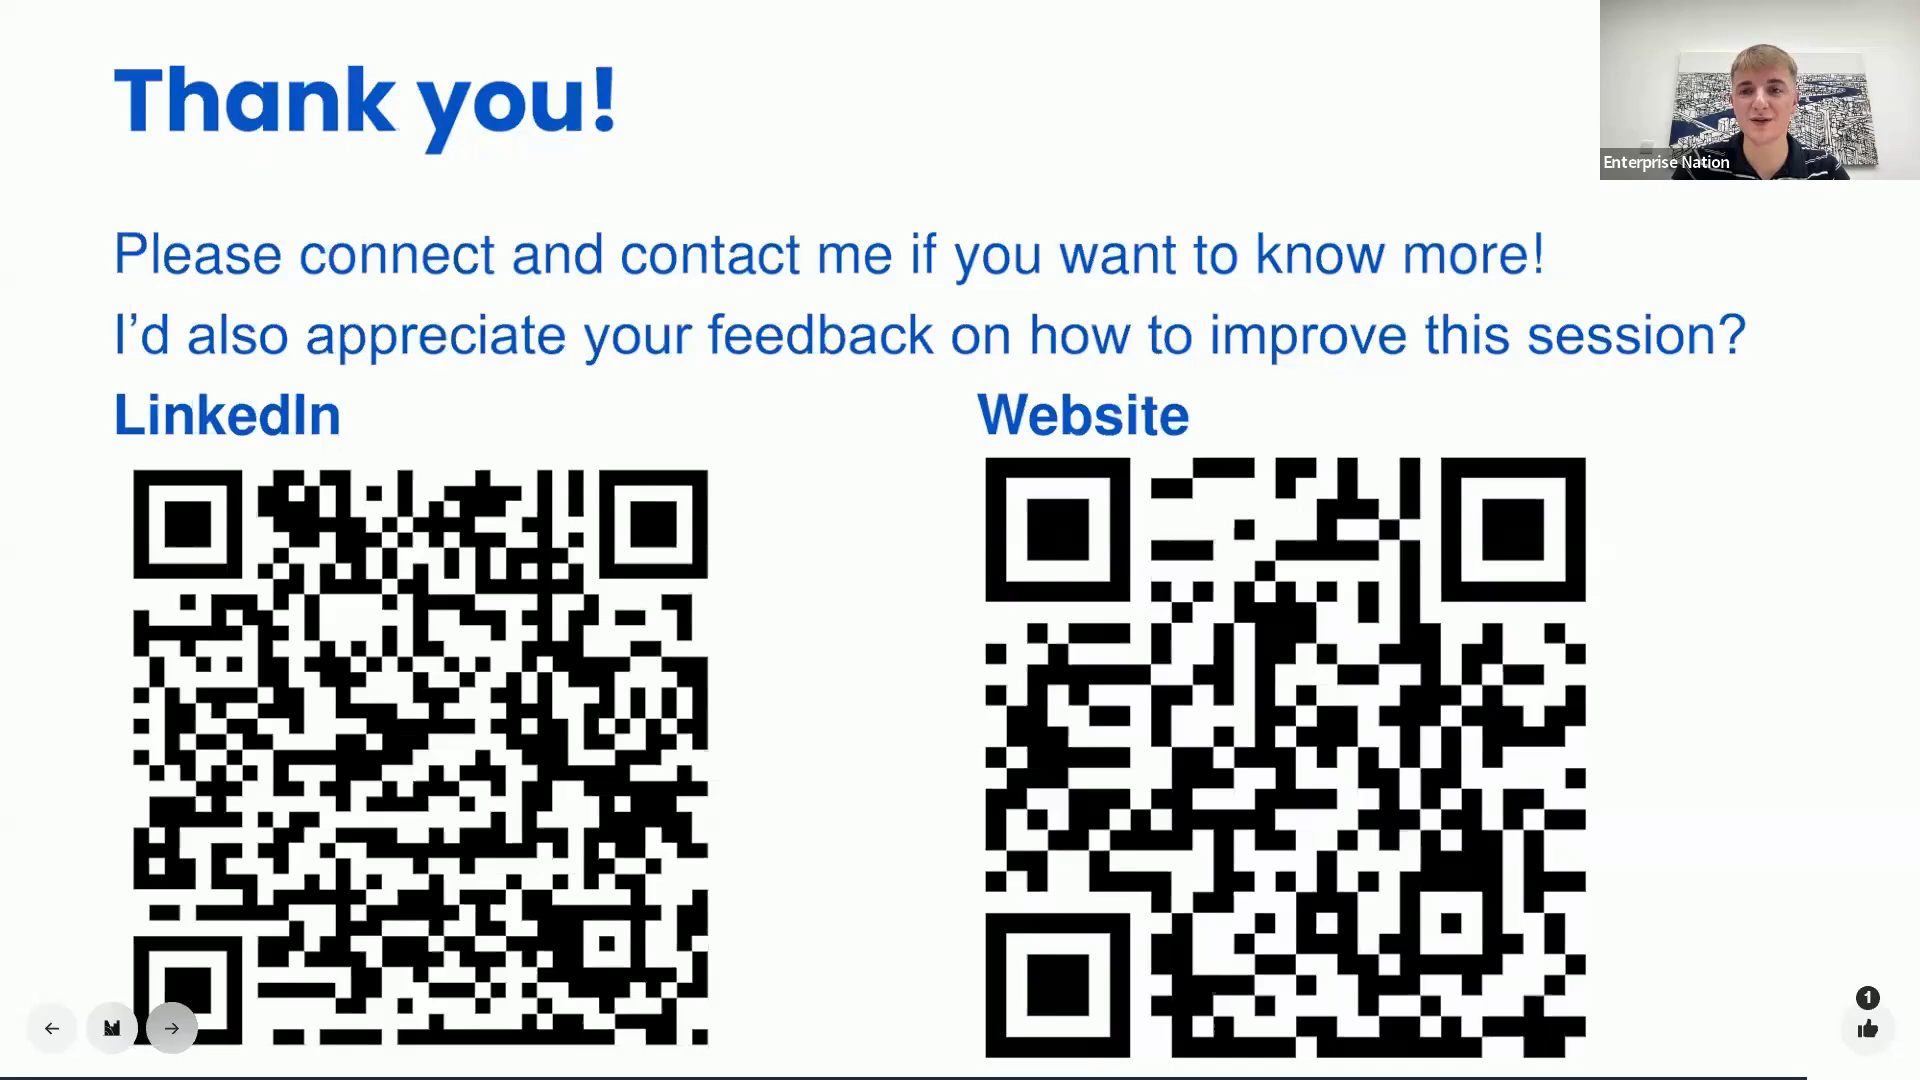 Thank you!
Enterprise Nation
Please connect and contact me if you want to know more!
I’d also appreciate your feedback on how to improve this session?
LinkedIn
Website
1